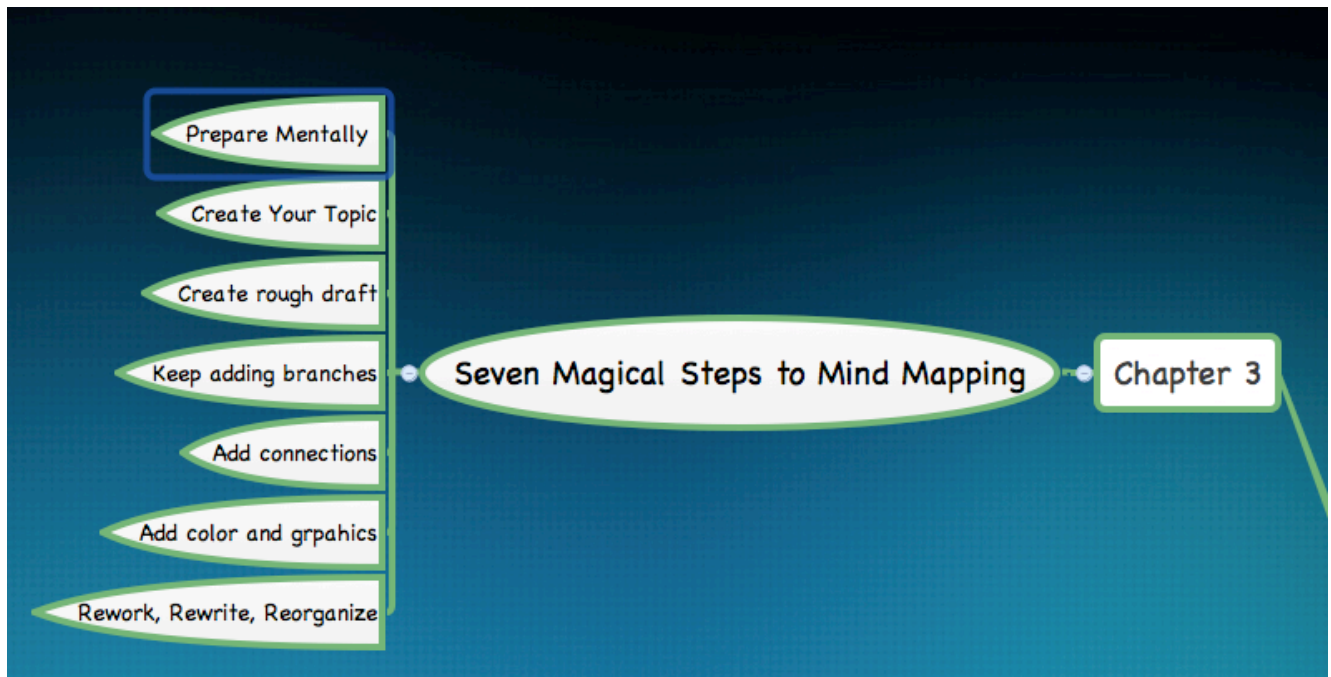 Prepare Mentally
Create Your Topic
Create rough draft
Keep adding branches
Add connections
Add color and grpahics
Rework, Rewrite, Reorganize
Seven Magical Steps to Mind Mapping
Chapter 3